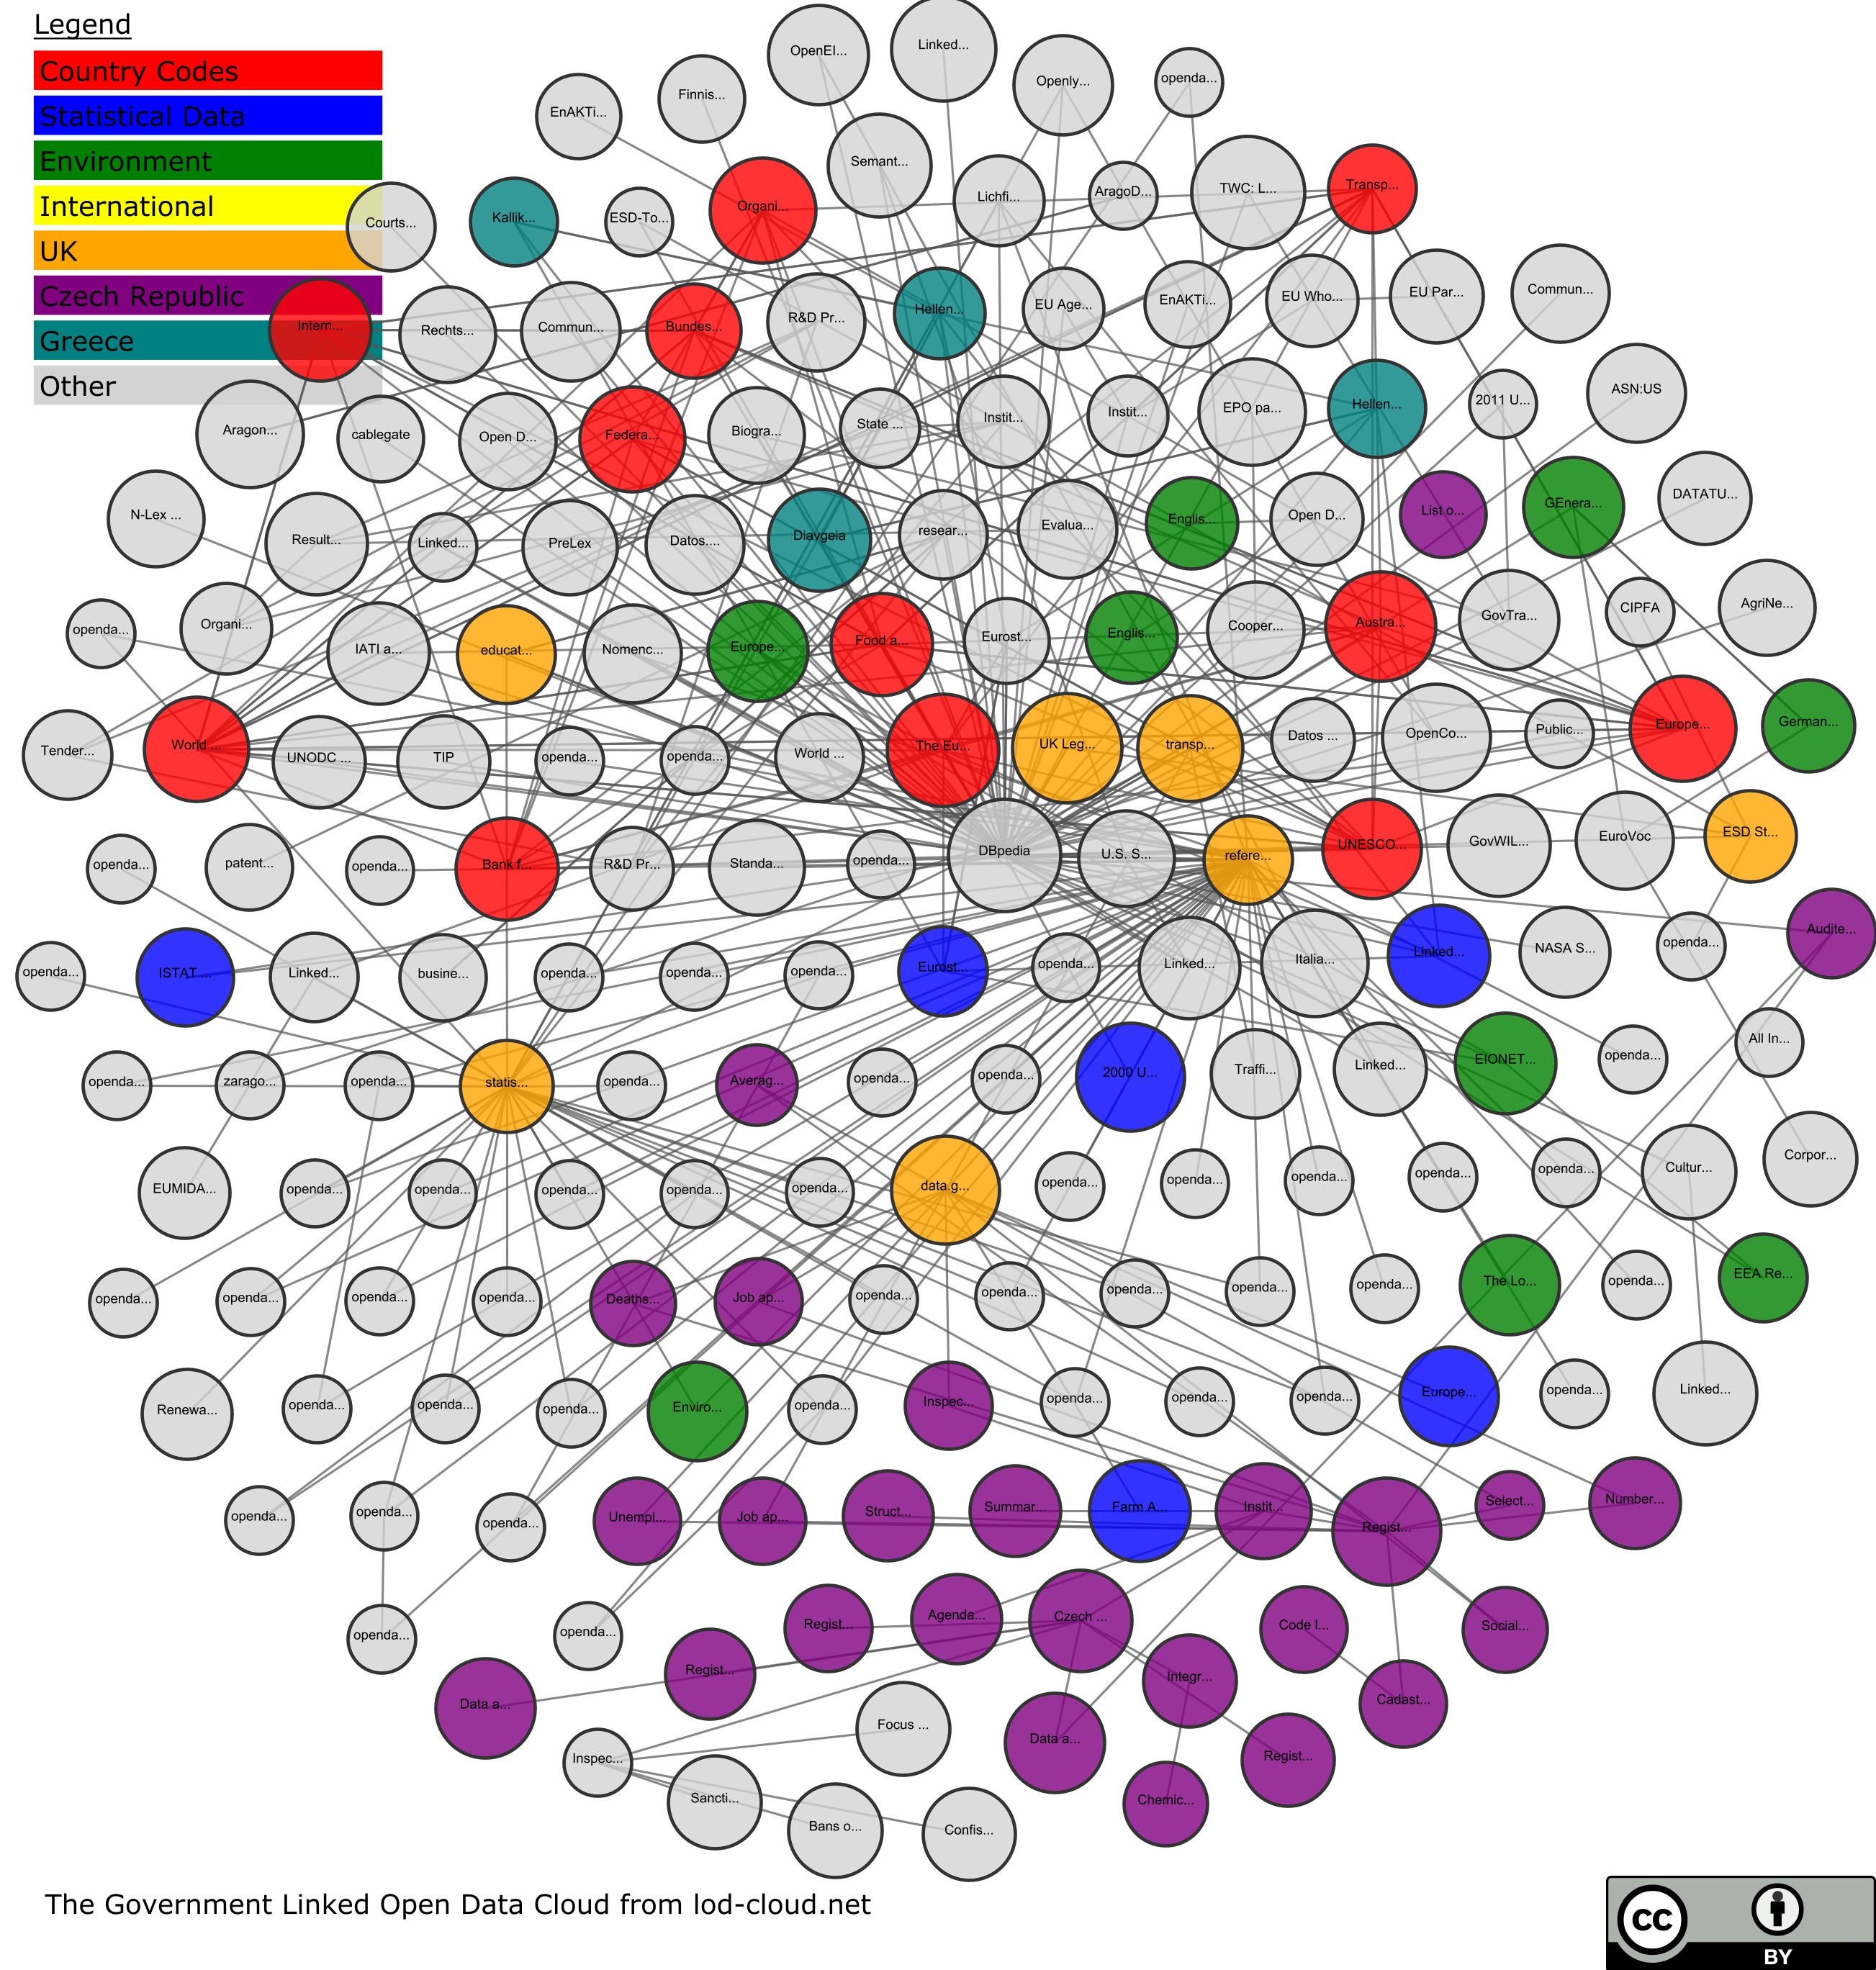 Legend
Country Codes
Statistical Data
Environment
International
UK
Czech Republic
Greece
Other
OpenEI...
Linked...
Openly...
openda...
EnAKTi...
Finnis...
Semant...
Lichfi...
AragoD...
TWC: L...
Transp...
Courts...
Kallik...
ESD-To...
Organi...
Intern...
Rechts...
Commun...
Bundes...
R&D Pr...
Hellen...
EU Age...
EnAKTi...
EU Who...
EU Par...
Commun...
Aragon...
cablegate
Open D...
Federa...
Biogra...
State ...
Instit...
Instit...
EPO pa...
Hellen...
2011 U...
ASN:US
N-Lex ...
Result...
Linked...
PreLex
Datos....
Diavgeia
resear...
Evalua...
Englis...
Open D...
List o...
GEnera...
DATATU...
openda...
Organi...
IATI a...
educat...
Nomenc...
Europe...
Food a...
Eurost...
Englis...
Cooper...
Austra...
GovTra...
CIPFA
AgriNe...
Tender...
World ...
UNODC ...
TIP
openda...
openda...
World ...
The Eu...
UK Leg...
transp...
Datos ...
OpenCo...
Public...
Europe...
German...
openda...
patent...
openda...
Bank f...
R&D Pr...
Standa...
openda...
DBpedia
U.S. S...
refere...
UNESCO...
GovWIL...
EuroVoc
ESD St...
openda...
ISTAT ...
Linked...
busine...
openda...
openda...
openda...
Eurost...
openda...
Linked...
Italia...
Linked...
NASA S...
openda...
Audite...
openda...
zarago...
openda...
statis...
openda...
Averag...
openda...
openda...
2000 U...
Traffi...
Linked...
EIONET...
openda...
All In...
EUMIDA...
openda...
openda...
openda...
openda...
openda...
data.g...
openda...
openda...
openda...
openda...
openda...
Cultur...
Corpor...
openda...
openda...
openda...
openda...
Deaths...
Job ap...
openda...
openda...
openda...
openda...
openda...
The Lo...
openda...
EEA Re...
Renewa...
openda...
openda...
openda...
Enviro...
openda...
Inspec...
openda...
openda...
openda...
Europe...
openda...
Linked...
openda...
openda...
openda...
Unempl...
Job ap...
Struct...
Summar...
Farm A...
Instit...
Regist...
Select...
Number...
openda...
openda...
Regist...
Regist...
Agenda...
Czech ...
Integr...
Code l...
Social...
Data a...
Cadast...
Inspec...
Focus ...
Data a...
Regist...
Sancti...
Bans o...
Confis...
Chemic...
The Government Linked Open Data Cloud from lod-cloud.net
CC
BY